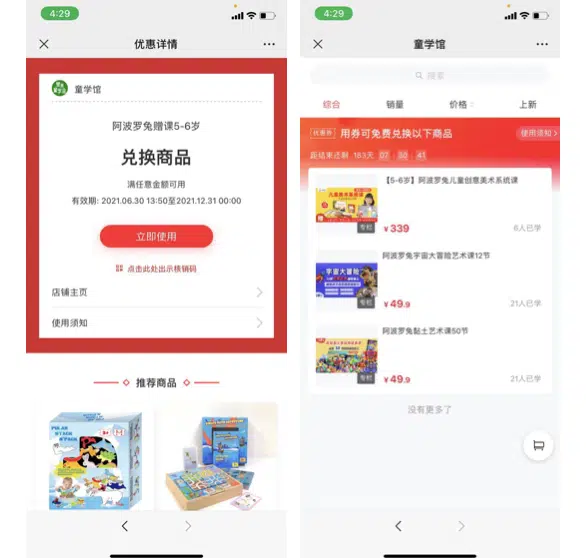 4:29
优惠详情
童学馆
阿波罗兔赠课5-6岁
兑换商品
满任意金额可用
有效期: 2021.06.30 13:50至2021.12.31 00:00
立即使用
点击此处出示核销码
店铺主页
使用须知
推荐商品
POLAR
STACK
4:29
童学馆
搜索
综合
销量
价格
上新
优惠券
用券可免费兑换以下商品
使用须知
距结束还剩 183天 07 : 30 : 41
【5-6岁】阿波罗兔儿童创意美术系统课
专栏
¥339
6人已学
阿波罗兔宇宙大冒险艺术课12节
宇宙大冒险
专栏
¥49.9
21人已学
阿波罗兔黏土艺术课50节
专栏
¥49.9
21人已学
没有更多了